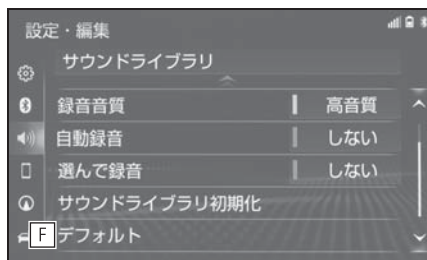 設定・編集
サウンドライブラリ
録音音質 高音質
自動録音 しない
選んで録音 しない
サウンドライブラリ初期化
F デフォルト